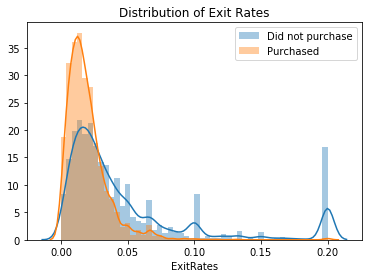 Distribution of Exit Rates
Did not purchase
Purchased
35
30
25
20
15
10
5
0
0.00 0.05 0.10 0.15 0.20
ExitRates